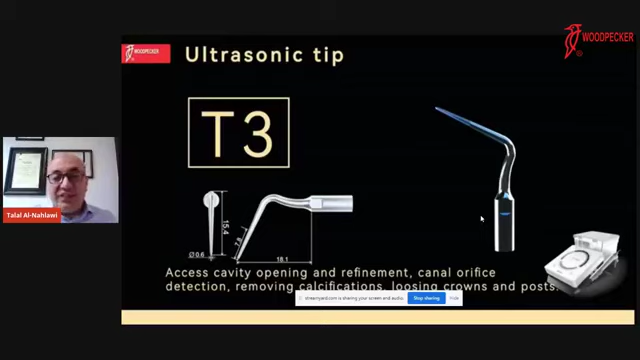 WOODPECKER
WOODPECKER
Ultrasonic tip
T3
15.4
Ø0.6
18.1
Access cavity opening and refinement, canal orifice
detection, removing calcifications, loosing crowns and posts.
streamyard.com is sharing your screen and audio.
Stop sharing
Hide
Talal Al-Nahlawi